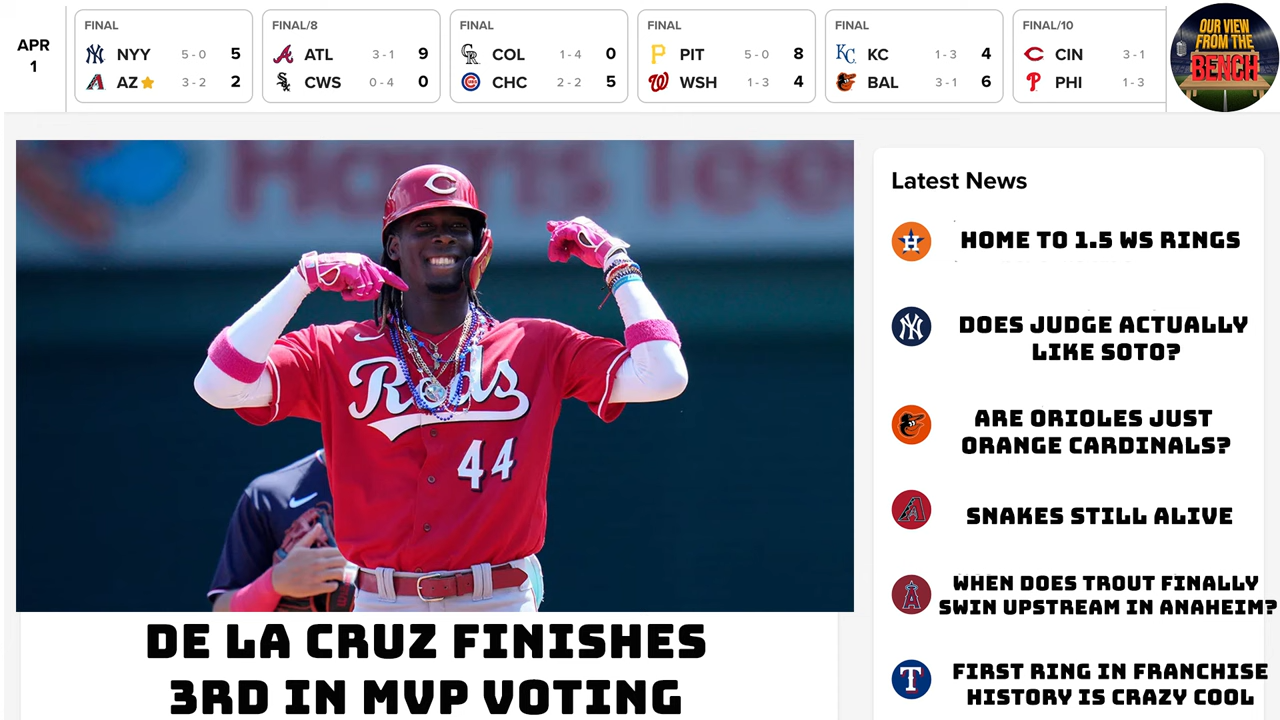 APR
1
FINAL
NYY 5-0 5
AZ 3-2 2
FINAL/8
ATL 3-1 9
CWS 0-4 0
FINAL
COL 1-4 0
CHC 2-2 5
FINAL
PIT 5-0 8
WSH 1-3 4
FINAL
KC 1-3 4
BAL 3-1 6
FINAL/10
CIN 3-1
PHI 1-3
OUR VIEW
FROM THE
BENCH
Reds
44
Latest News
HOME TO 1.5 WS RINGS
DOES JUDGE ACTUALLY
LIKE SOTO?
ARE ORIOLES JUST
ORANGE CARDINALS?
SNAKES STILL ALIVE
WHEN DOES TROUT FINALLY
SWIN UPSTREAM IN ANAHEIM?
FIRST RING IN FRANCHISE
HISTORY IS CRAZY COOL
DE LA CRUZ FINISHES
3RD IN MVP VOTING